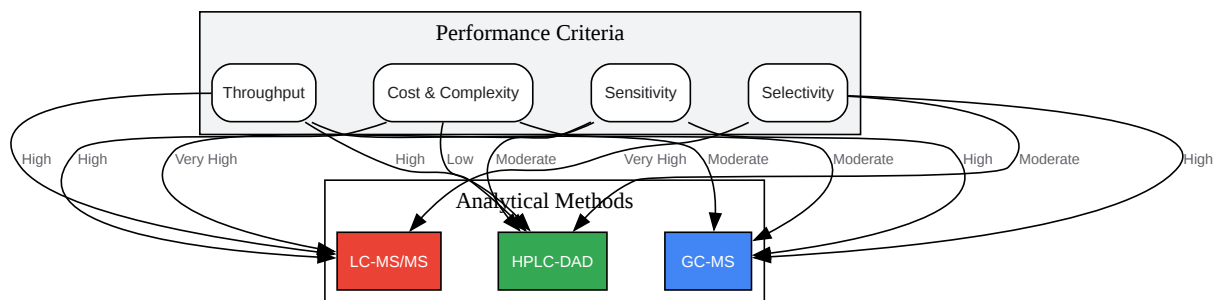 Performance Criteria
Throughput
Cost & Complexity
Sensitivity
Selectivity
High
High
Very High
High
Low
Moderate
Very High
Moderate
Moderate
High
Moderate
High
Analytical Methods
LC-MS/MS
HPLC-DAD
GC-MS